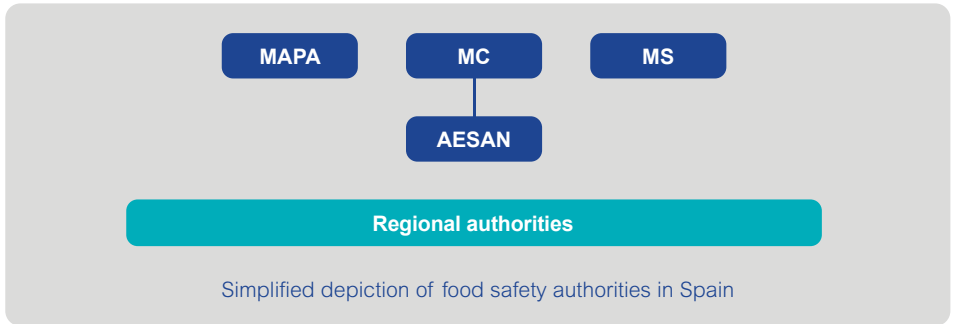 MAPA
MC
MS
AESAN
Regional authorities
Simplified depiction of food safety authorities in Spain